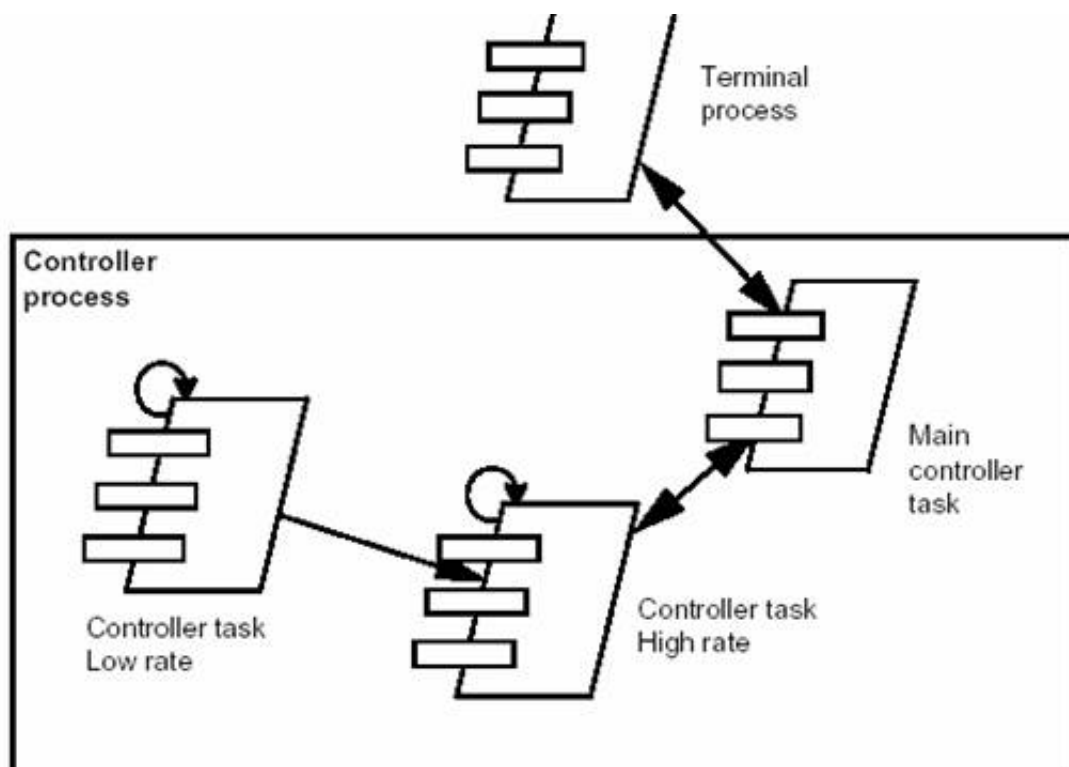 Terminal
process
Controller
process
Main
controller
task
Controller task
Low rate
Controller task
High rate